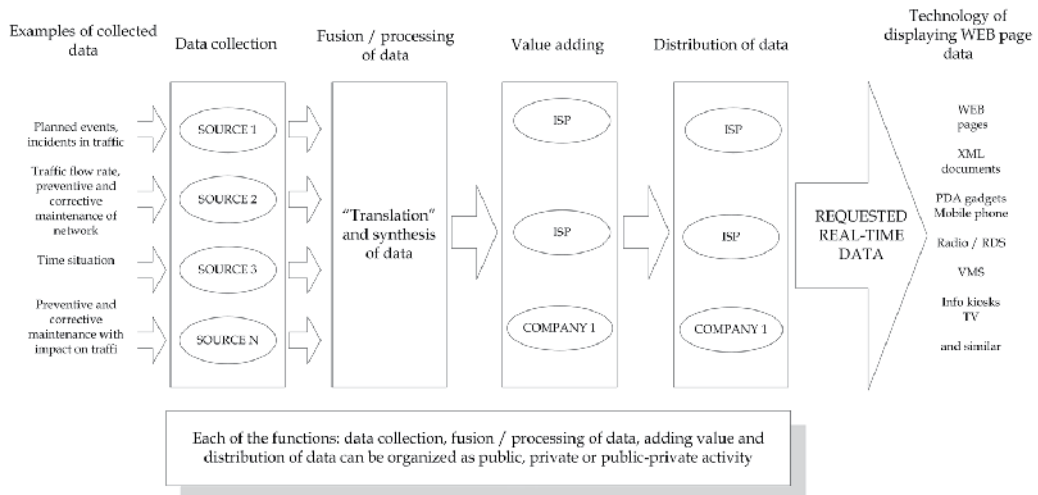 Examples of collected
data
Data collection
Fusion / processing
of data
Value adding
Distribution of data
Technology of
displaying WEB page
data
Planned events,
incidents in traffic
Traffic flow rate,
preventive and
corrective
maintenance of
network
Time situation
Preventive and
corrective
maintenance with
impact on traffi
SOURCE 1
SOURCE 2
SOURCE 3
SOURCE N
“Translation”
and synthesis
of data
ISP
ISP
COMPANY 1
ISP
ISP
COMPANY 1
REQUESTED
REAL-TIME
DATA
WEB
pages
XML
documents
PDA gadgets
Mobile phone
Radio / RDS
VMS
Info kiosks
TV
and similar
Each of the functions: data collection, fusion / processing of data, adding value and
distribution of data can be organized as public, private or public-private activity